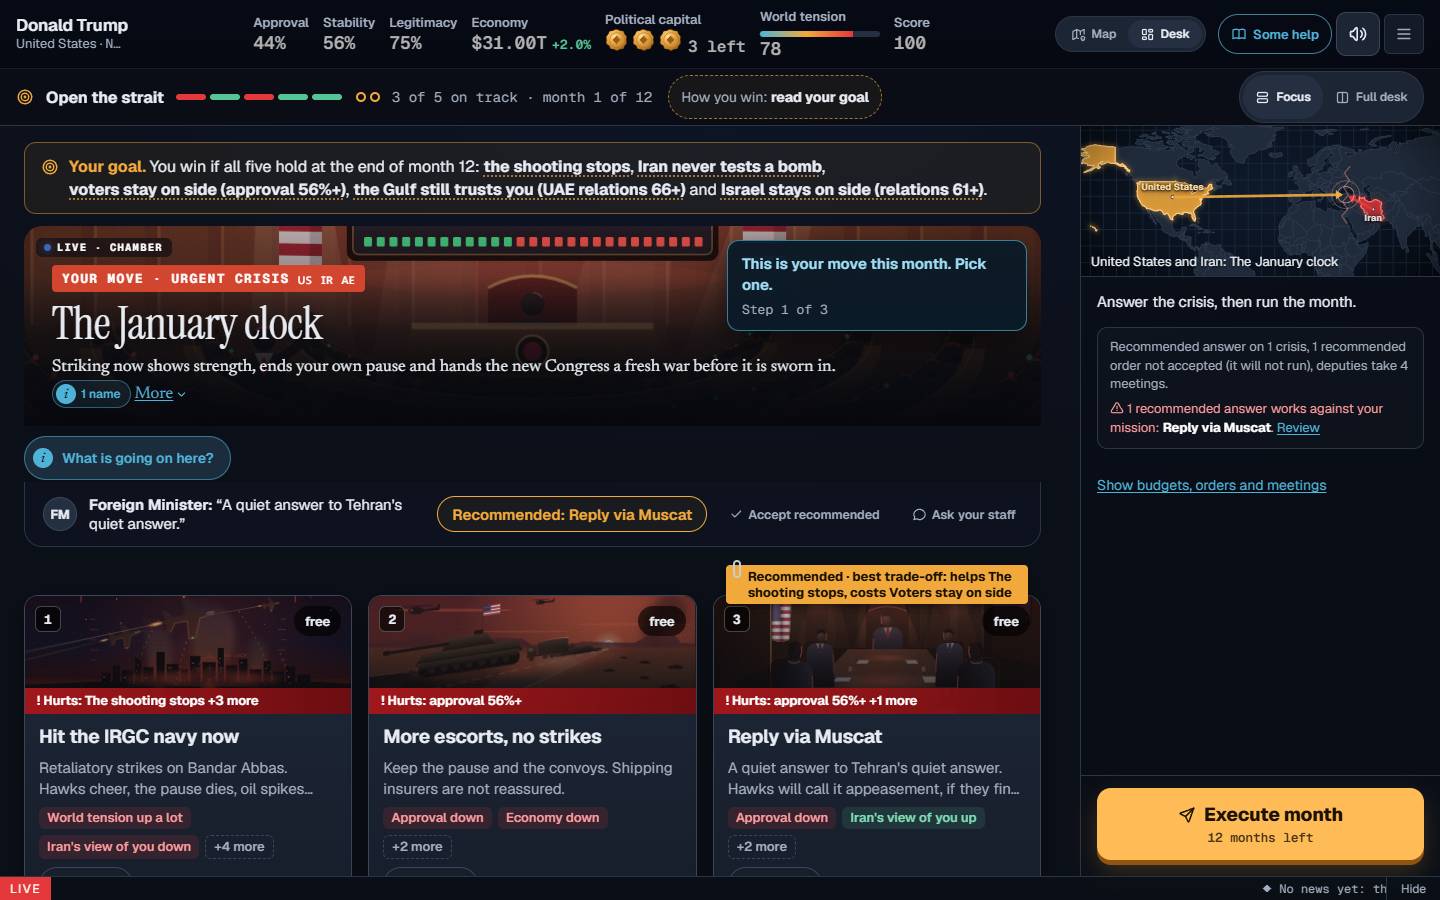 Donald Trump
United States · N...
Approval
44%
Stability
56%
Legitimacy
75%
Economy
$31.00T +2.0%
Political capital
3 left
World tension
78
Score
100
Map
Desk
Some help
Open the strait
3 of 5 on track · month 1 of 12
How you win: read your goal
Focus
Full desk
Your goal. You win if all five hold at the end of month 12: the shooting stops, Iran never tests a bomb,
voters stay on side (approval 56%+), the Gulf still trusts you (UAE relations 66+) and Israel stays on side (relations 61+).
LIVE · CHAMBER
YOUR MOVE · URGENT CRISIS US IR AE
The January clock
Striking now shows strength, ends your own pause and hands the new Congress a fresh war before it is sworn in.
i 1 name More
This is your move this month. Pick
one.
Step 1 of 3
i What is going on here?
FM
Foreign Minister: “A quiet answer to Tehran's
quiet answer.”
Recommended: Reply via Muscat
Accept recommended
Ask your staff
Recommended · best trade-off: helps The
shooting stops, costs Voters stay on side
1
free
! Hurts: The shooting stops +3 more
Hit the IRGC navy now
Retaliatory strikes on Bandar Abbas.
Hawks cheer, the pause dies, oil spikes...
World tension up a lot
Iran's view of you down
+4 more
2
free
! Hurts: approval 56%+
More escorts, no strikes
Keep the pause and the convoys. Shipping
insurers are not reassured.
Approval down
Economy down
+2 more
3
free
! Hurts: approval 56%+ +1 more
Reply via Muscat
A quiet answer to Tehran's quiet answer.
Hawks will call it appeasement, if they fin...
Approval down
Iran's view of you up
+2 more
United States
Iran
United States and Iran: The January clock
Answer the crisis, then run the month.
Recommended answer on 1 crisis, 1 recommended
order not accepted (it will not run), deputies take 4
meetings.
1 recommended answer works against your
mission: Reply via Muscat. Review
Show budgets, orders and meetings
Execute month
12 months left
LIVE
No news yet: th
Hide